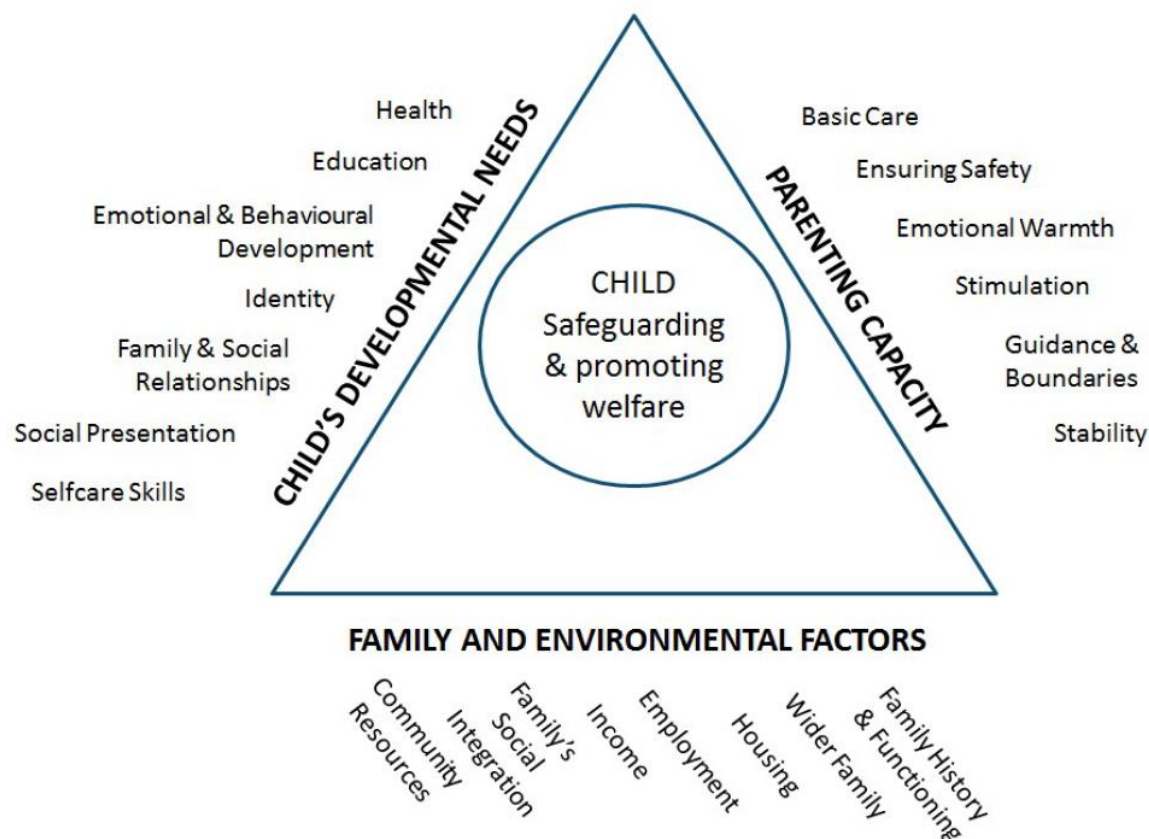 Health
Education
Emotional & Behavioural
Development
Identity
Family & Social
Relationships
Social Presentation
Selfcare Skills
CHILD'S DEVELOPMENTAL NEEDS
CHILD
Safeguarding
& promoting
welfare
PARENTING CAPACITY
Basic Care
Ensuring Safety
Emotional Warmth
Stimulation
Guidance &
Boundaries
Stability
FAMILY AND ENVIRONMENTAL FACTORS
Community
Resources
Family's
Social
Integration
Income
Employment
Housing
Wider Family
Family History
& Functioning